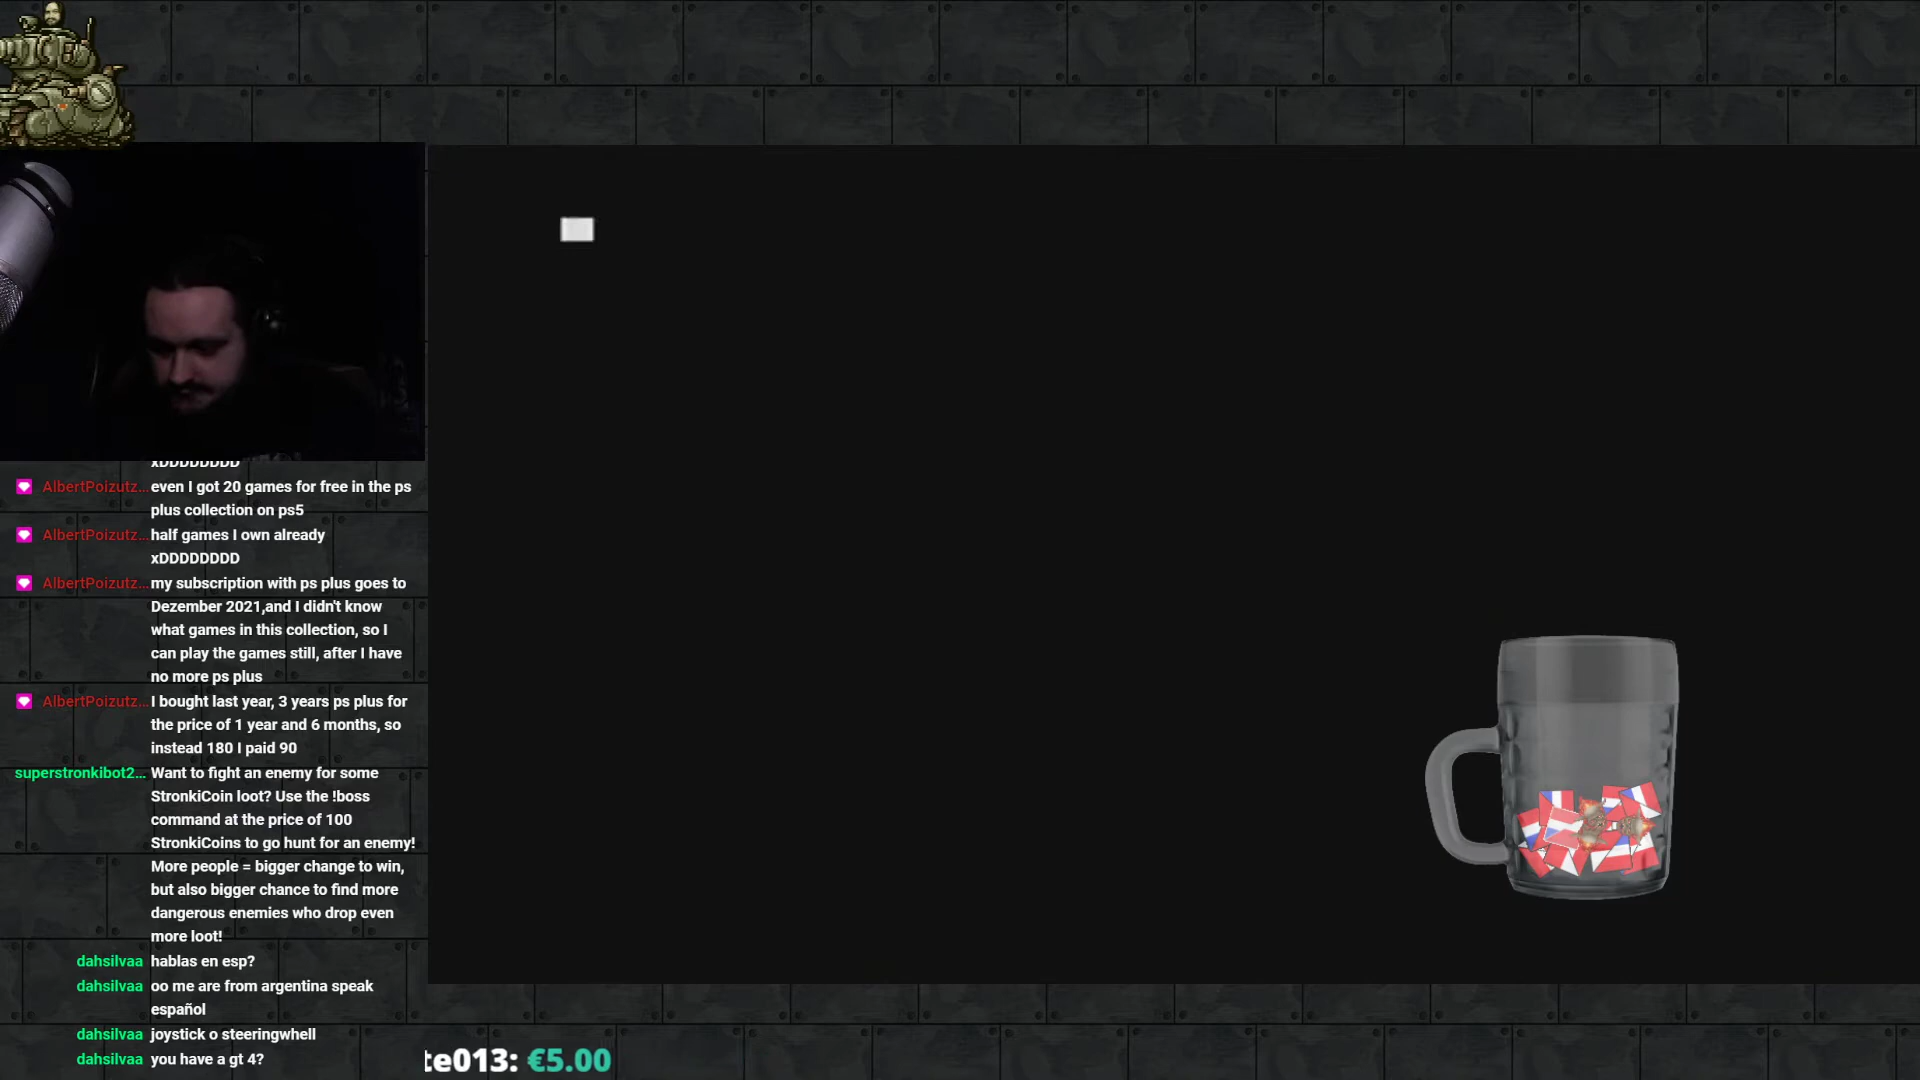 xDDDDDDDD
AlbertPoizutz... even I got 20 games for free in the ps
plus collection on ps5
AlbertPoizutz... half games I own already
xDDDDDDDD
AlbertPoizutz... my subscription with ps plus goes to
Dezember 2021,and I didn't know
what games in this collection, so I
can play the games still, after I have
no more ps plus
AlbertPoizutz... I bought last year, 3 years ps plus for
the price of 1 year and 6 months, so
instead 180 I paid 90
superstronkibot2... Want to fight an enemy for some
StronkiCoin loot? Use the !boss
command at the price of 100
StronkiCoins to go hunt for an enemy!
More people = bigger change to win,
but also bigger chance to find more
dangerous enemies who drop even
more loot!
dahsilvaa hablas en esp?
dahsilvaa oo me are from argentina speak
español
dahsilvaa joystick o steeringwhell
dahsilvaa you have a gt 4?
te013: €5.00